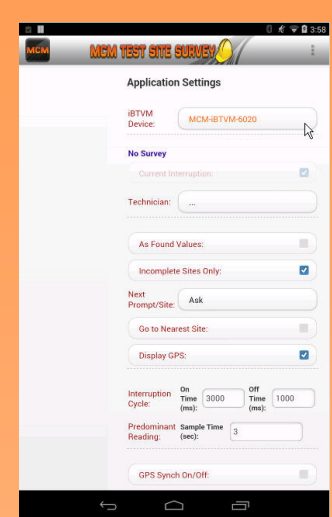 3:58
MCM
MCM TEST SITE SURVEY
Application Settings
iBTVM
Device:
MCM-iBTVM-6020
No Survey
Current Interruption:
Technician:
...
As Found Values:
Incomplete Sites Only:
Next
Prompt/Site:
Ask
Go to Nearest Site:
Display GPS:
Interruption
Cycle:
On
Time
(ms):
3000
Off
Time
(ms):
1000
Predominant
Reading:
Sample Time
(sec):
3
GPS Synch On/Off: